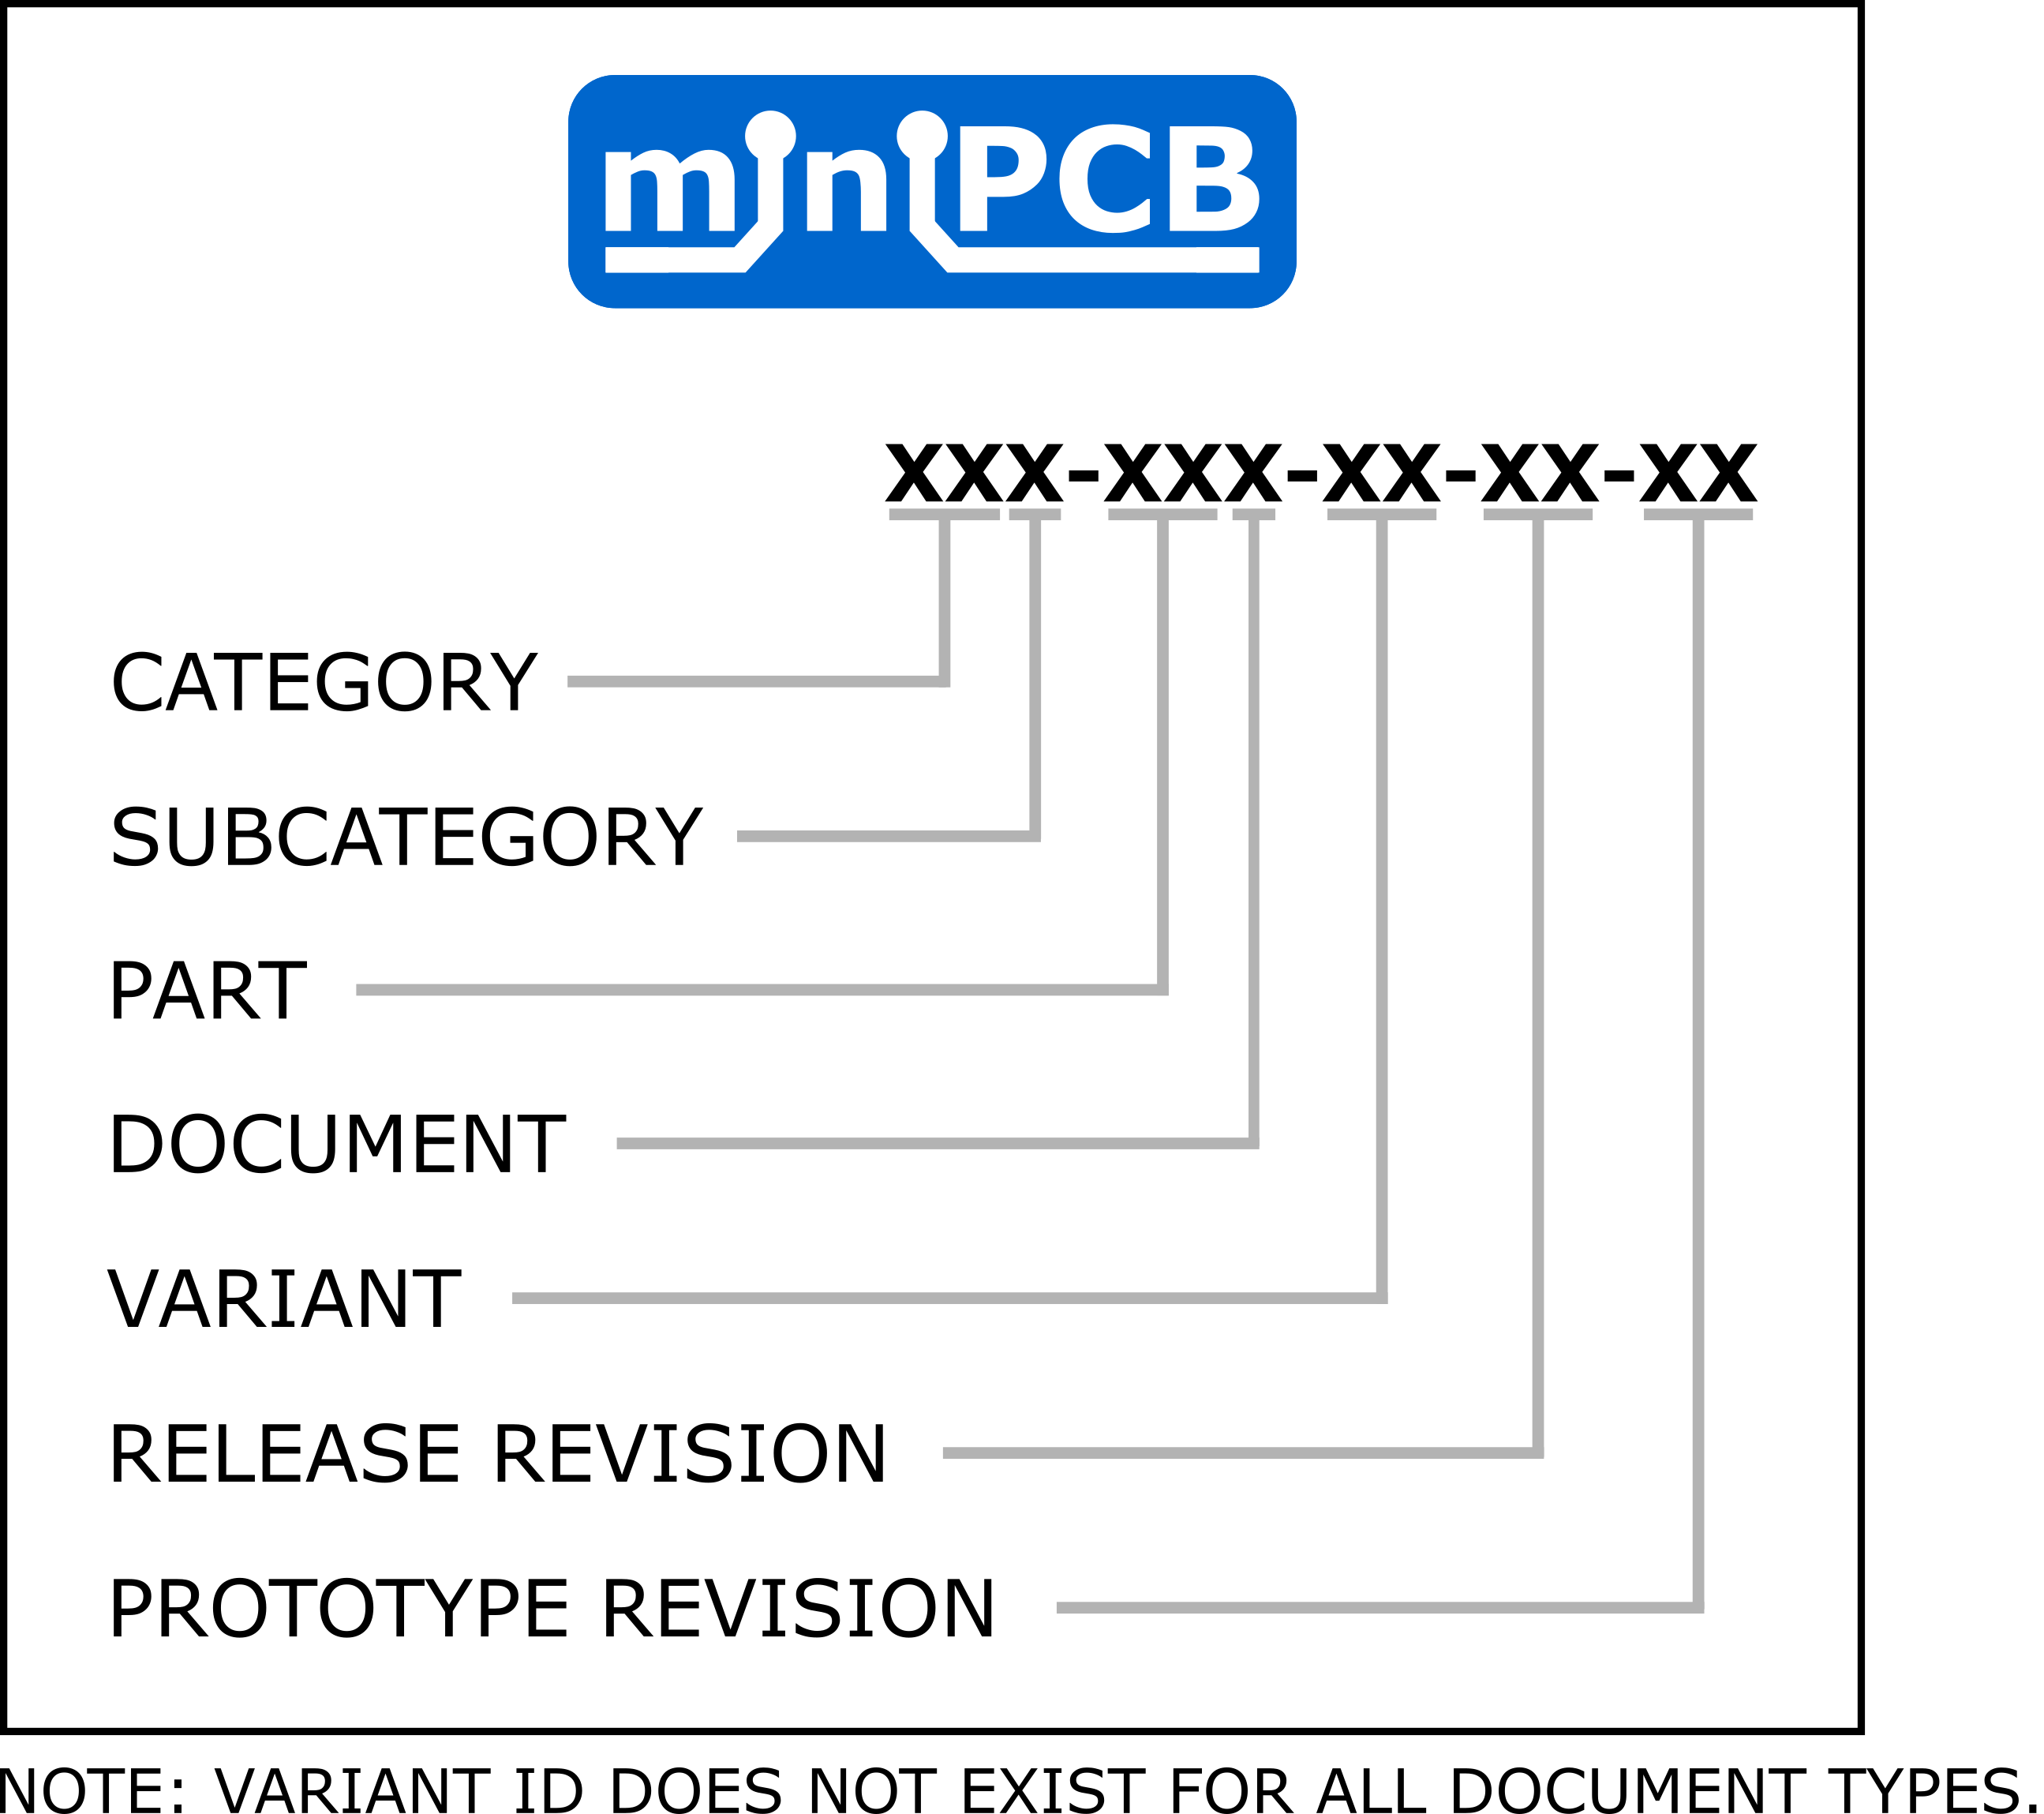 miniPCB
XXX-XXX-XX-XX-XX
CATEGORY
SUBCATEGORY
PART
DOCUMENT
VARIANT
RELEASE REVISION
PROTOTYPE REVISION
NOTE: VARIANT ID DOES NOT EXIST FOR ALL DOCUMENT TYPES.